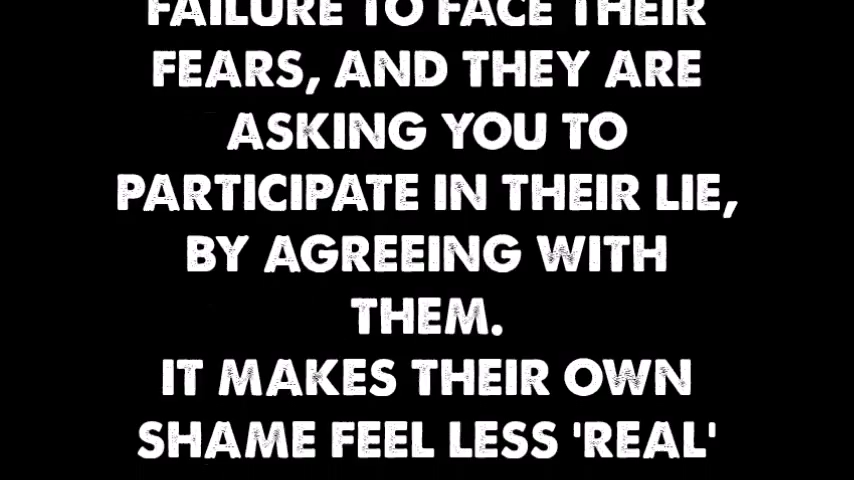 FAILURE TO FACE THEIR
FEARS, AND THEY ARE
ASKING YOU TO
PARTICIPATE IN THEIR LIE,
BY AGREEING WITH
THEM.
IT MAKES THEIR OWN
SHAME FEEL LESS 'REAL'